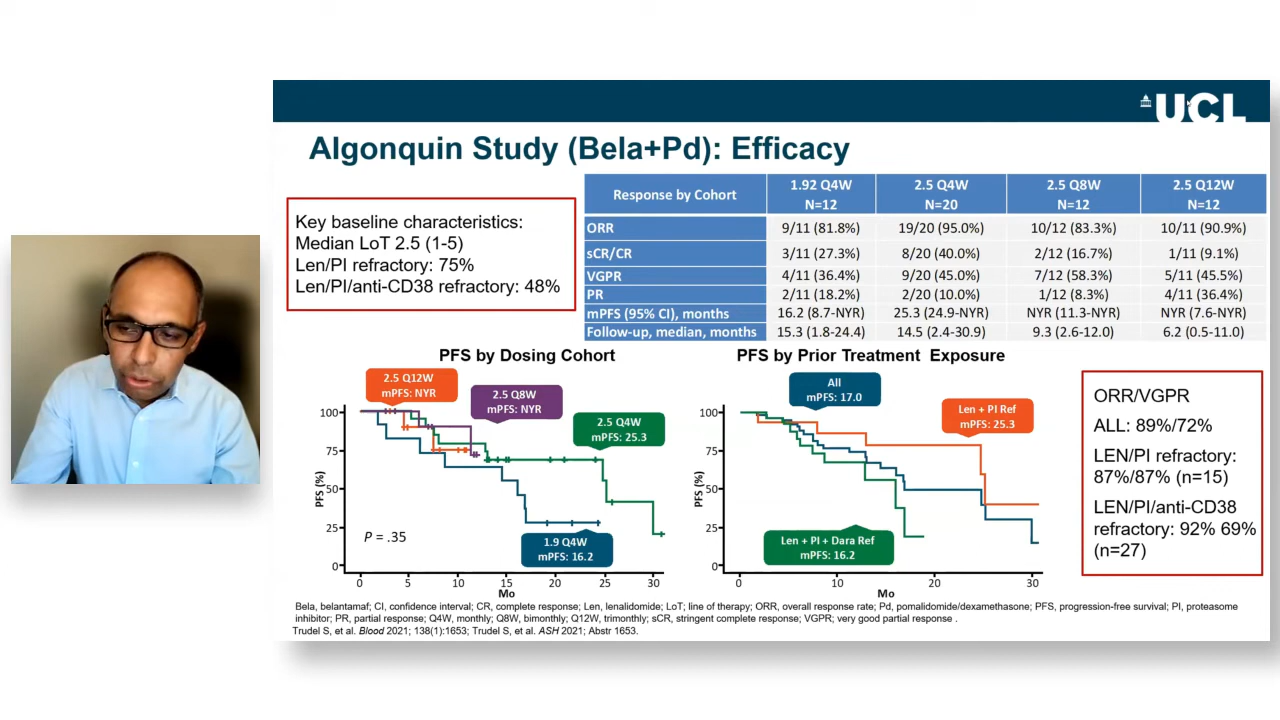 UCL
Algonquin Study (Bela+Pd): Efficacy
Key baseline characteristics:
Median LoT 2.5 (1-5)
Len/PI refractory: 75%
Len/PI/anti-CD38 refractory: 48%
Response by Cohort 1.92 Q4W N=12 2.5 Q4W N=20 2.5 Q8W N=12 2.5 Q12W N=12
ORR 9/11 (81.8%) 19/20 (95.0%) 10/12 (83.3%) 10/11 (90.9%)
sCR/CR 3/11 (27.3%) 8/20 (40.0%) 2/12 (16.7%) 1/11 (9.1%)
VGPR 4/11 (36.4%) 9/20 (45.0%) 7/12 (58.3%) 5/11 (45.5%)
PR 2/11 (18.2%) 2/20 (10.0%) 1/12 (8.3%) 4/11 (36.4%)
mPFS (95% CI), months 16.2 (8.7-NYR) 25.3 (24.9-NYR) NYR (11.3-NYR) NYR (7.6-NYR)
Follow-up, median, months 15.3 (1.8-24.4) 14.5 (2.4-30.9) 9.3 (2.6-12.0) 6.2 (0.5-11.0)
PFS by Dosing Cohort
2.5 Q12W
mPFS: NYR
2.5 Q8W
mPFS: NYR
2.5 Q4W
mPFS: 25.3
1.9 Q4W
mPFS: 16.2
P = .35
PFS (%)
100
75
50
25
0
0 5 10 15 20 25 30
Mo
PFS by Prior Treatment Exposure
All
mPFS: 17.0
Len + PI Ref
mPFS: 25.3
Len + PI + Dara Ref
mPFS: 16.2
PFS (%)
100
75
50
25
0
0 10 20 30
Mo
ORR/VGPR
ALL: 89%/72%
LEN/PI refractory:
87%/87% (n=15)
LEN/PI/anti-CD38
refractory: 92% 69%
(n=27)
Bela, belantamaf; CI, confidence interval; CR, complete response; Len, lenalidomide; LoT; line of therapy; ORR, overall response rate; Pd, pomalidomide/dexamethasone; PFS, progression-free survival; PI, proteasome
inhibitor; PR, partial response; Q4W, monthly; Q8W, bimonthly; Q12W, trimonthly; sCR, stringent complete response; VGPR; very good partial response .
Trudel S, et al. Blood 2021; 138(1):1653; Trudel S, et al. ASH 2021; Abstr 1653.